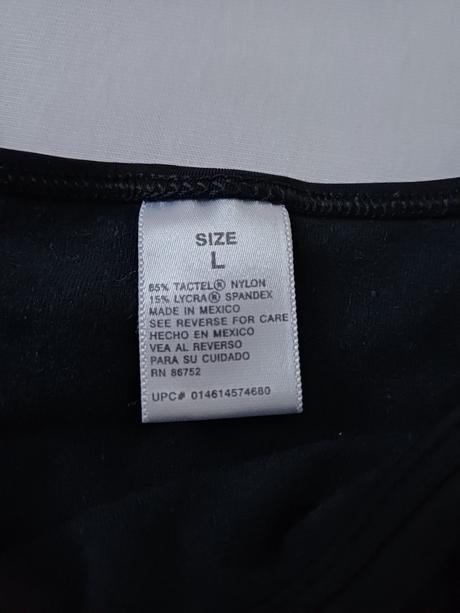 SIZE
L
85% TACTEL® NYLON
15% LYCRA® SPANDEX
MADE IN MEXICO
SEE REVERSE FOR CARE
HECHO EN MEXICO
VEA AL REVERSO
PARA SU CUIDADO
RN 86752
UPC# 014614574680